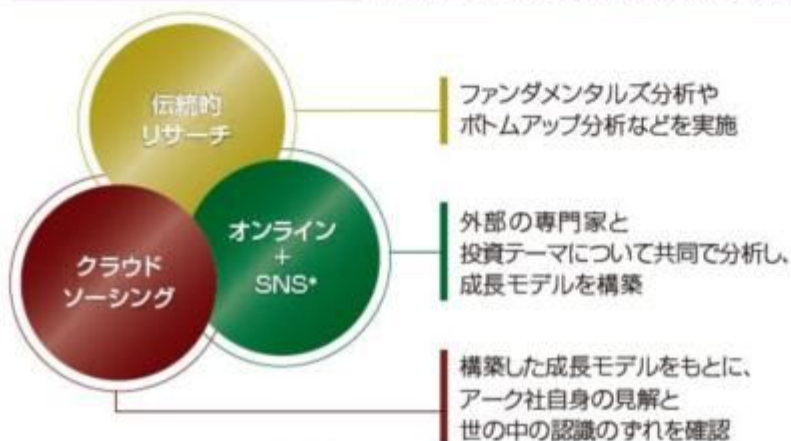 伝統的
リサーチ
ファンダメンタルズ分析や
ボトムアップ分析などを実施
オンライン
+
SNS*
外部の専門家と
投資テーマについて共同で分析し、
成長モデルを構築
クラウド
ソーシング
構築した成長モデルをもとに、
アーク社自身の見解と
世の中の認識のずれを確認